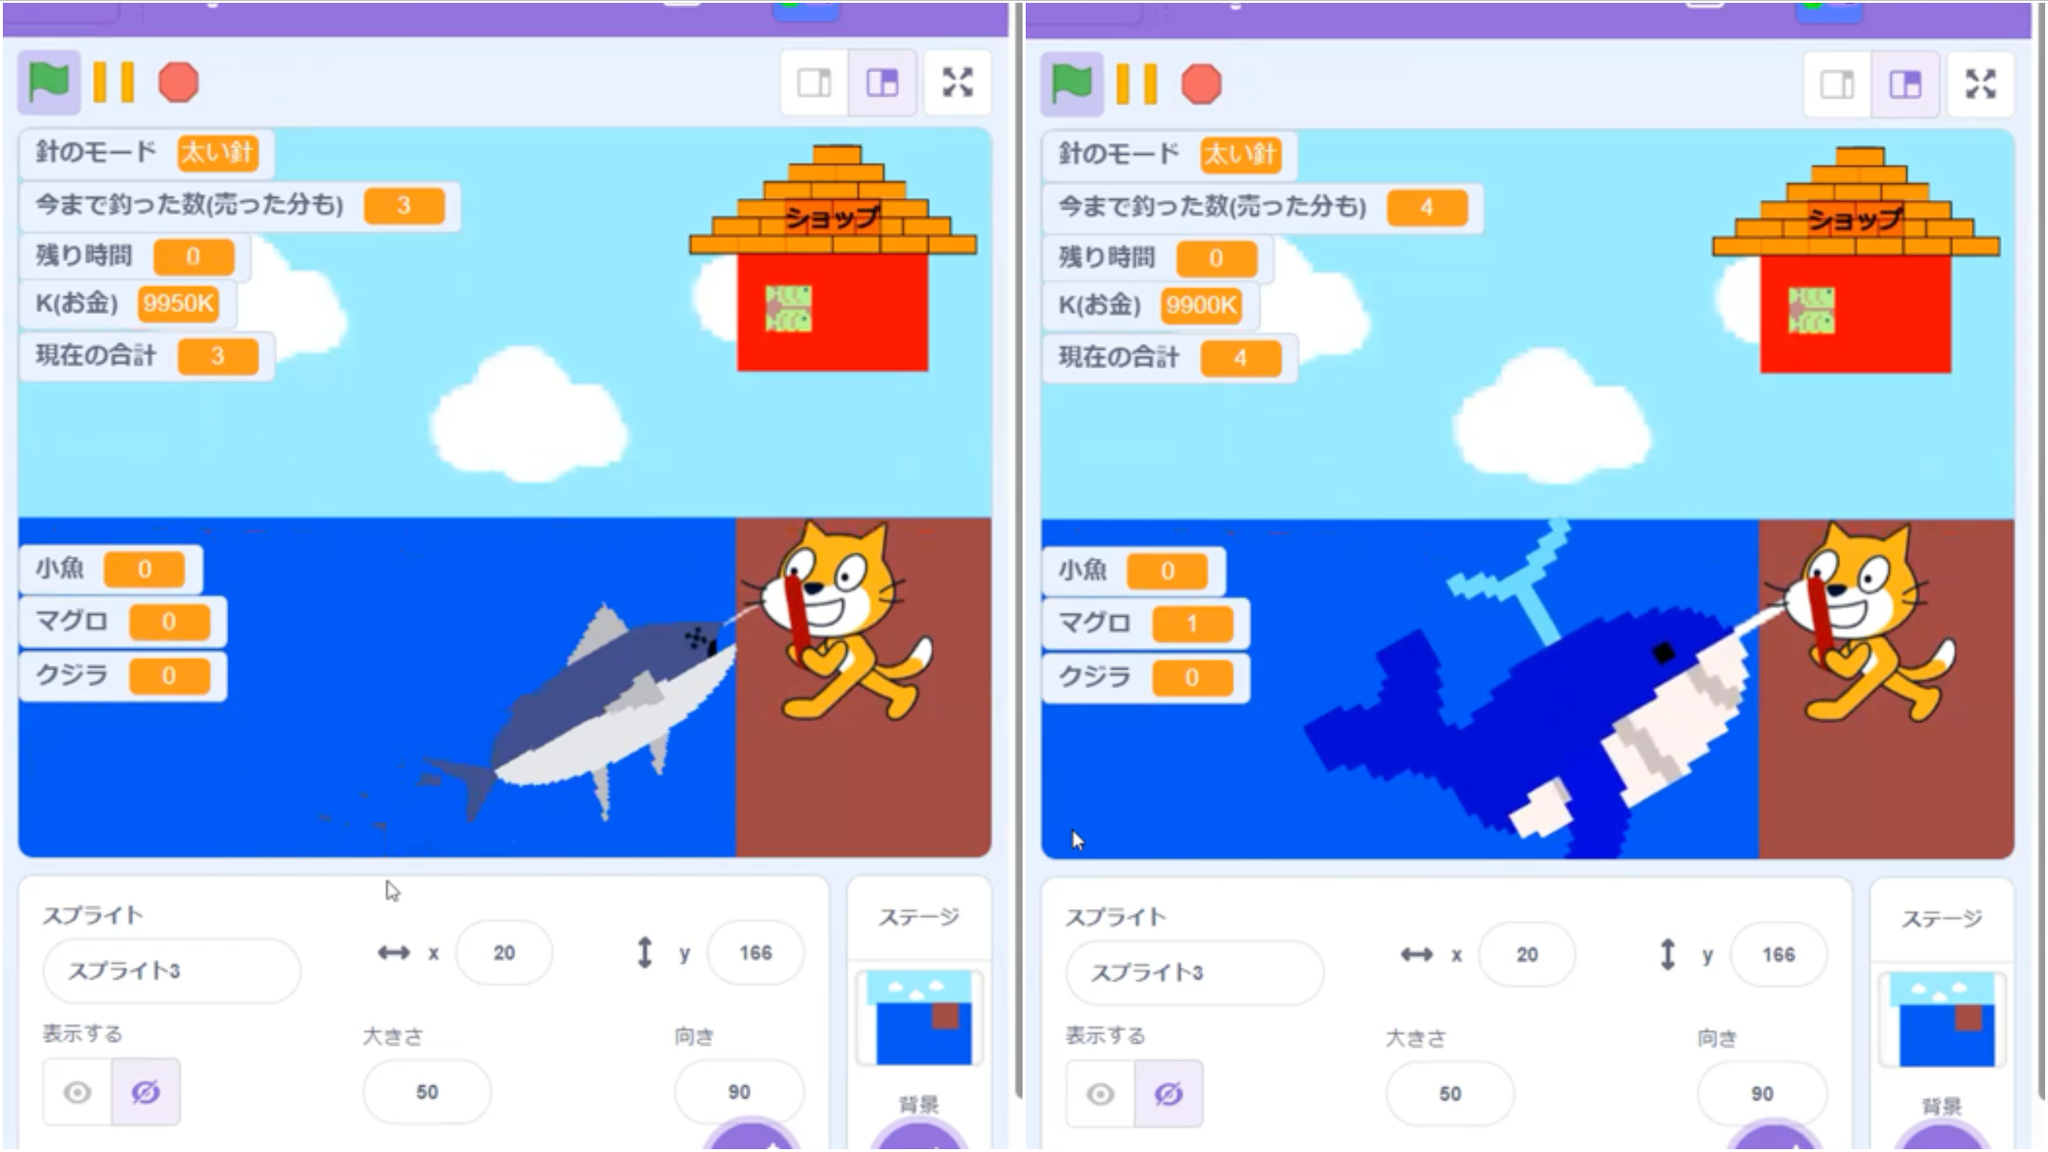 針のモード 太い針
今まで釣った数(売った分も) 3
残り時間 0
K(お金) 9950K
現在の合計 3
ショップ
小魚 0
マグロ 0
クジラ 0
スプライト
スプライト3
x 20
y 166
表示する
大きさ 50
向き 90
ステージ
背景
針のモード 太い針
今まで釣った数(売った分も) 4
残り時間 0
K(お金) 9900K
現在の合計 4
ショップ
小魚 0
マグロ 1
クジラ 0
スプライト
スプライト3
x 20
y 166
表示する
大きさ 50
向き 90
ステージ
背景